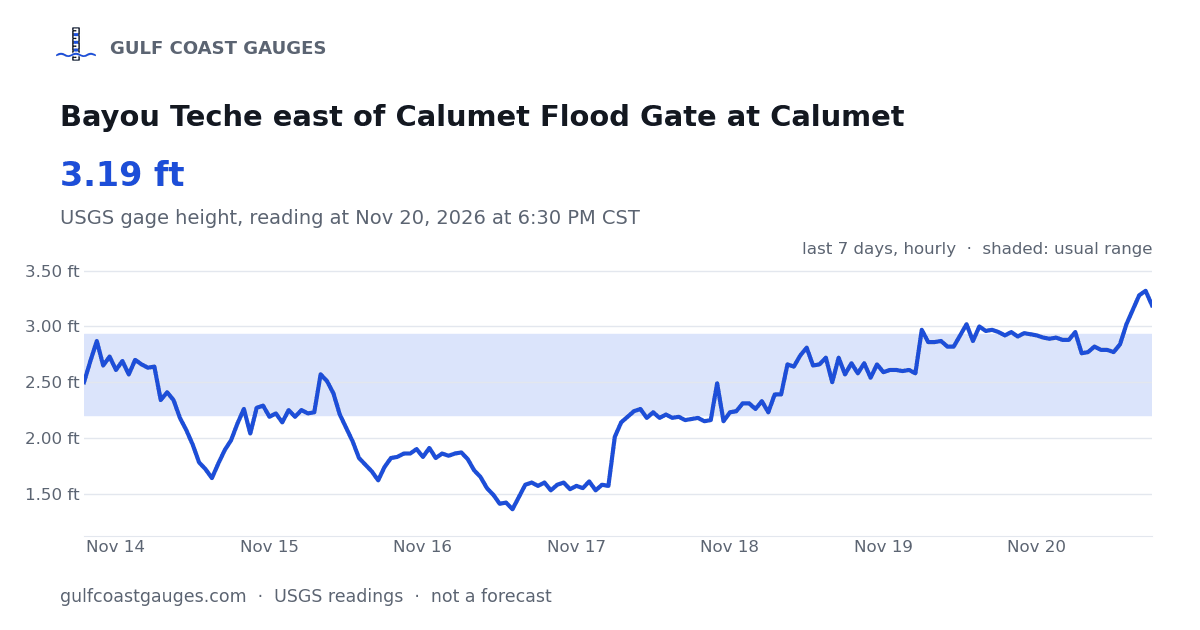 GULF COAST GAUGES
Bayou Teche east of Calumet Flood Gate at Calumet
3.19 ft
USGS gage height, reading at Nov 20, 2026 at 6:30 PM CST
last 7 days, hourly · shaded: usual range
3.50 ft
3.00 ft
2.50 ft
2.00 ft
1.50 ft
Nov 14 Nov 15 Nov 16 Nov 17 Nov 18 Nov 19 Nov 20
gulfcoastgauges.com · USGS readings · not a forecast